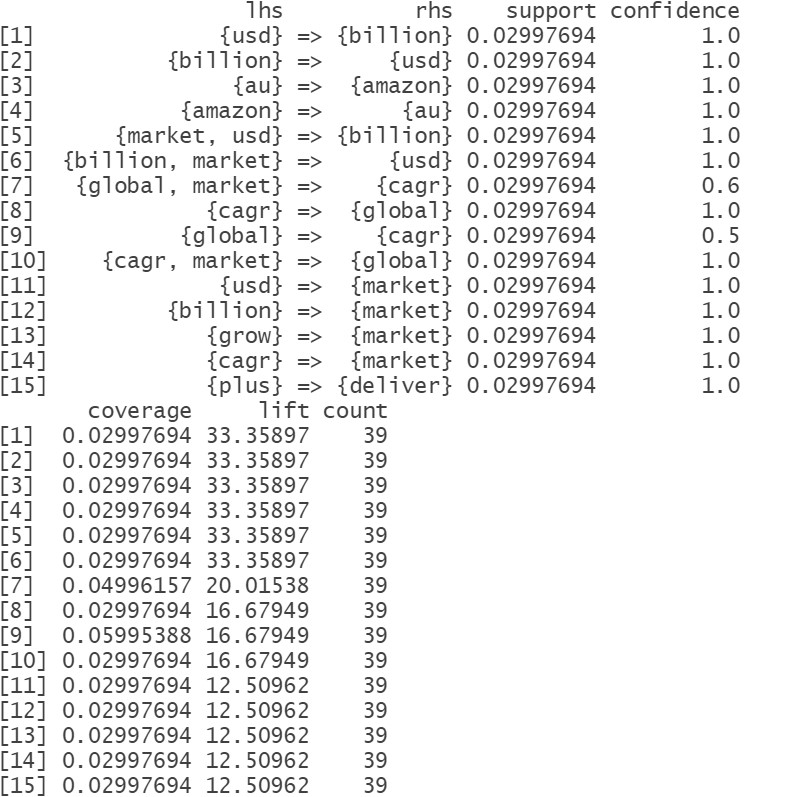 lhs rhs support confidence
[1] {usd} => {billion} 0.02997694 1.0
[2] {billion} => {usd} 0.02997694 1.0
[3] {au} => {amazon} 0.02997694 1.0
[4] {amazon} => {au} 0.02997694 1.0
[5] {market, usd} => {billion} 0.02997694 1.0
[6] {billion, market} => {usd} 0.02997694 1.0
[7] {global, market} => {cagr} 0.02997694 0.6
[8] {cagr} => {global} 0.02997694 1.0
[9] {global} => {cagr} 0.02997694 0.5
[10] {cagr, market} => {global} 0.02997694 1.0
[11] {usd} => {market} 0.02997694 1.0
[12] {billion} => {market} 0.02997694 1.0
[13] {grow} => {market} 0.02997694 1.0
[14] {cagr} => {market} 0.02997694 1.0
[15] {plus} => {deliver} 0.02997694 1.0
coverage lift count
[1] 0.02997694 33.35897 39
[2] 0.02997694 33.35897 39
[3] 0.02997694 33.35897 39
[4] 0.02997694 33.35897 39
[5] 0.02997694 33.35897 39
[6] 0.02997694 33.35897 39
[7] 0.04996157 20.01538 39
[8] 0.02997694 16.67949 39
[9] 0.05995388 16.67949 39
[10] 0.02997694 16.67949 39
[11] 0.02997694 12.50962 39
[12] 0.02997694 12.50962 39
[13] 0.02997694 12.50962 39
[14] 0.02997694 12.50962 39
[15] 0.02997694 12.50962 39